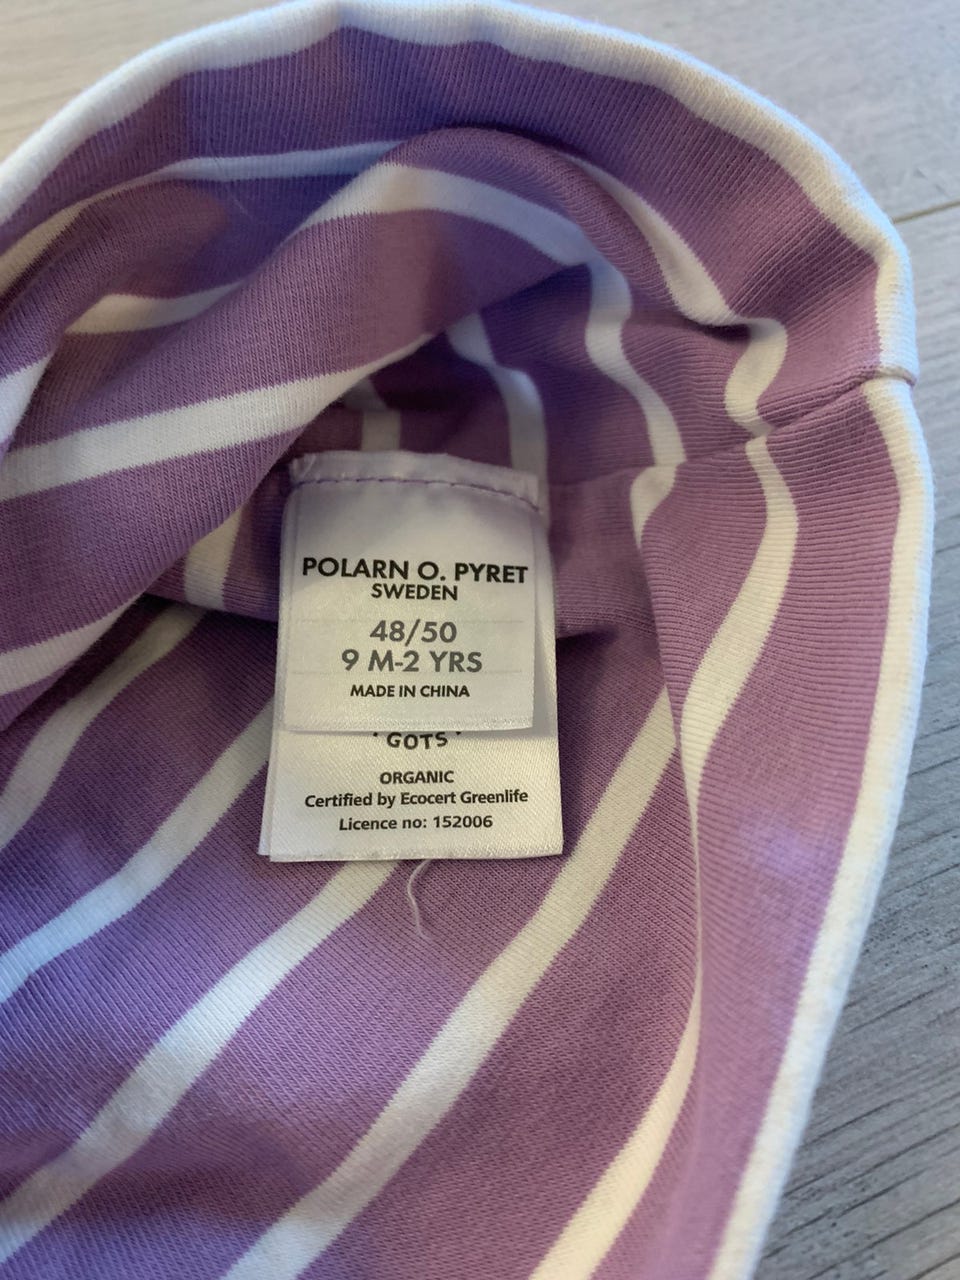 POLARN O. PYRET
SWEDEN
48/50
9 M-2 YRS
MADE IN CHINA
· GOTS ·
ORGANIC
Certified by Ecocert Greenlife
Licence no: 152006